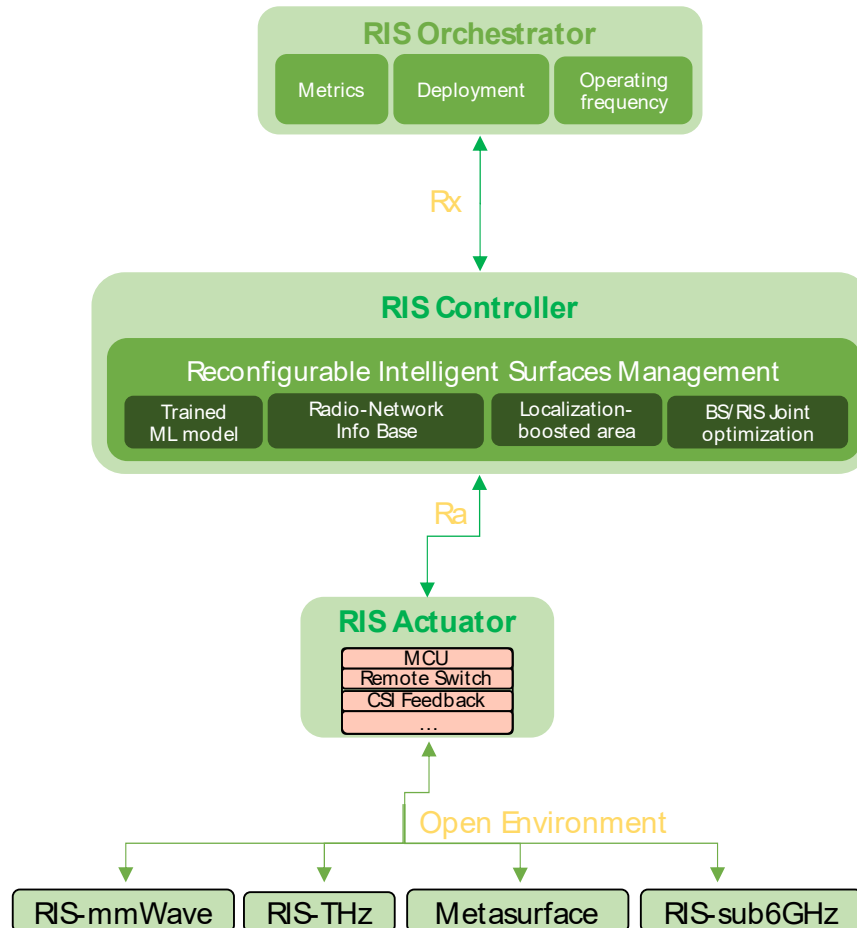 RIS Orchestrator
Metrics
Deployment
Operating
frequency
Rx
RIS Controller
Reconfigurable Intelligent Surfaces Management
Trained
ML model
Radio-Network
Info Base
Localization-
boosted area
BS/RIS Joint
optimization
Ra
RIS Actuator
MCU
Remote Switch
CSI Feedback
...
Open Environment
RIS-mmWave
RIS-THz
Metasurface
RIS-sub6GHz